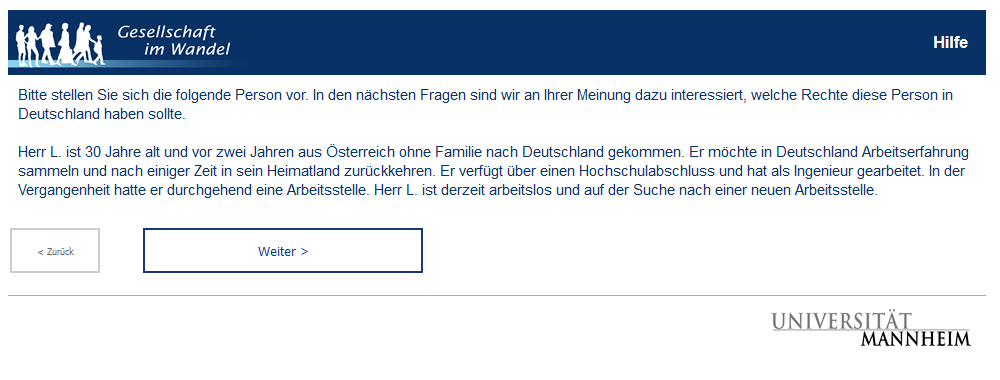 Gesellschaft
im Wandel
Hilfe
Bitte stellen Sie sich die folgende Person vor. In den nächsten Fragen sind wir an Ihrer Meinung dazu interessiert, welche Rechte diese Person in
Deutschland haben sollte.
Herr L. ist 30 Jahre alt und vor zwei Jahren aus Österreich ohne Familie nach Deutschland gekommen. Er möchte in Deutschland Arbeitserfahrung
sammeln und nach einiger Zeit in sein Heimatland zurückkehren. Er verfügt über einen Hochschulabschluss und hat als Ingenieur gearbeitet. In der
Vergangenheit hatte er durchgehend eine Arbeitsstelle. Herr L. ist derzeit arbeitslos und auf der Suche nach einer neuen Arbeitsstelle.
< Zurück
Weiter >
UNIVERSITÄT
MANNHEIM